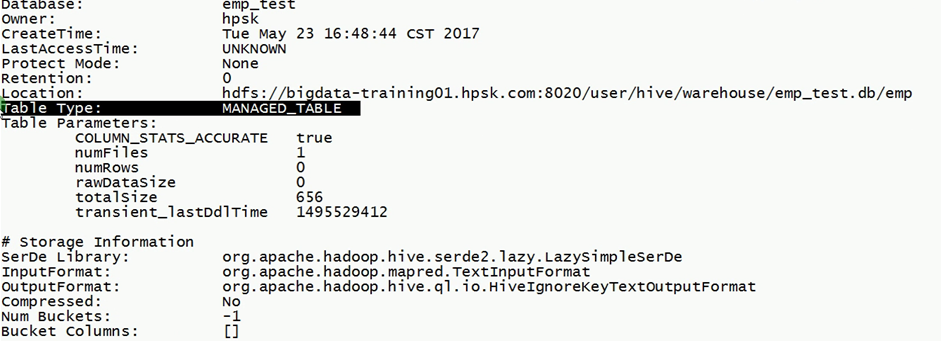 Database: emp_test
Owner: hpsk
CreateTime: Tue May 23 16:48:44 CST 2017
LastAccessTime: UNKNOWN
Protect Mode: None
Retention: 0
Location: hdfs://bigdata-training01.hpsk.com:8020/user/hive/warehouse/emp_test.db/emp
Table Type: MANAGED_TABLE
Table Parameters:
COLUMN_STATS_ACCURATE true
numFiles 1
numRows 0
rawDataSize 0
totalSize 656
transient_lastDdlTime 1495529412
# Storage Information
SerDe Library: org.apache.hadoop.hive.serde2.lazy.LazySimpleSerDe
InputFormat: org.apache.hadoop.mapred.TextInputFormat
OutputFormat: org.apache.hadoop.hive.ql.io.HiveIgnoreKeyTextOutputFormat
Compressed: No
Num Buckets: -1
Bucket Columns: []